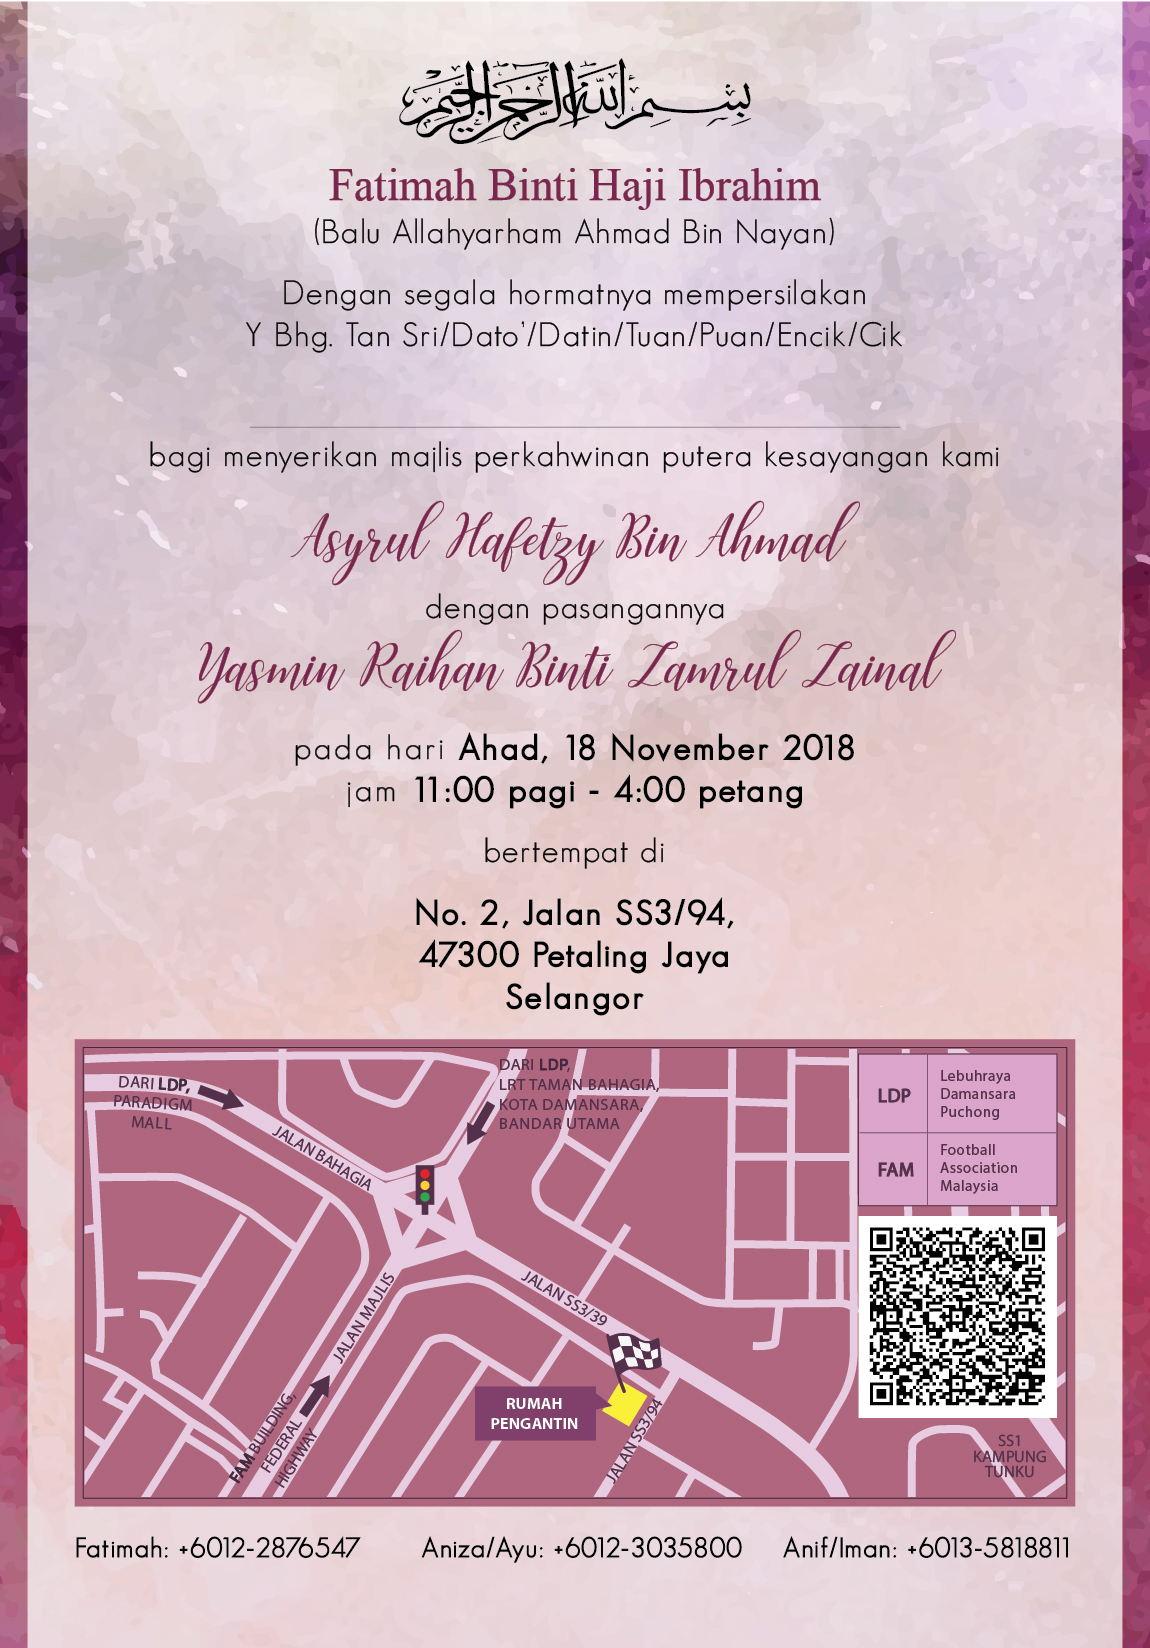 بسم الله الرحمن الرحيم
Fatimah Binti Haji Ibrahim
(Balu Allahyarham Ahmad Bin Nayan)
Dengan segala hormatnya mempersilakan
Y Bhg. Tan Sri/Dato'/Datin/Tuan/Puan/Encik/Cik
bagi menyerikan majlis perkahwinan putera kesayangan kami
Asyrul Hafetzy Bin Ahmad
dengan pasangannya
Yasmin Raihan Binti Zamrul Zainal
pada hari Ahad, 18 November 2018
jam 11:00 pagi - 4:00 petang
bertempat di
No. 2, Jalan SS3/94,
47300 Petaling Jaya
Selangor
DARI LDP,
PARADIGM
MALL
DARI LDP,
LRT TAMAN BAHAGIA,
KOTA DAMANSARA,
BANDAR UTAMA
LDP
Lebuhraya
Damansara
Puchong
FAM
Football
Association
Malaysia
JALAN BAHAGIA
JALAN MAJLIS
JALAN SS3/39
RUMAH
PENGANTIN
JALAN SS3/94
FAM BUILDING,
FEDERAL
HIGHWAY
SS1
KAMPUNG
TUNKU
Fatimah: +6012-2876547
Aniza/Ayu: +6012-3035800
Anif/Iman: +6013-5818811